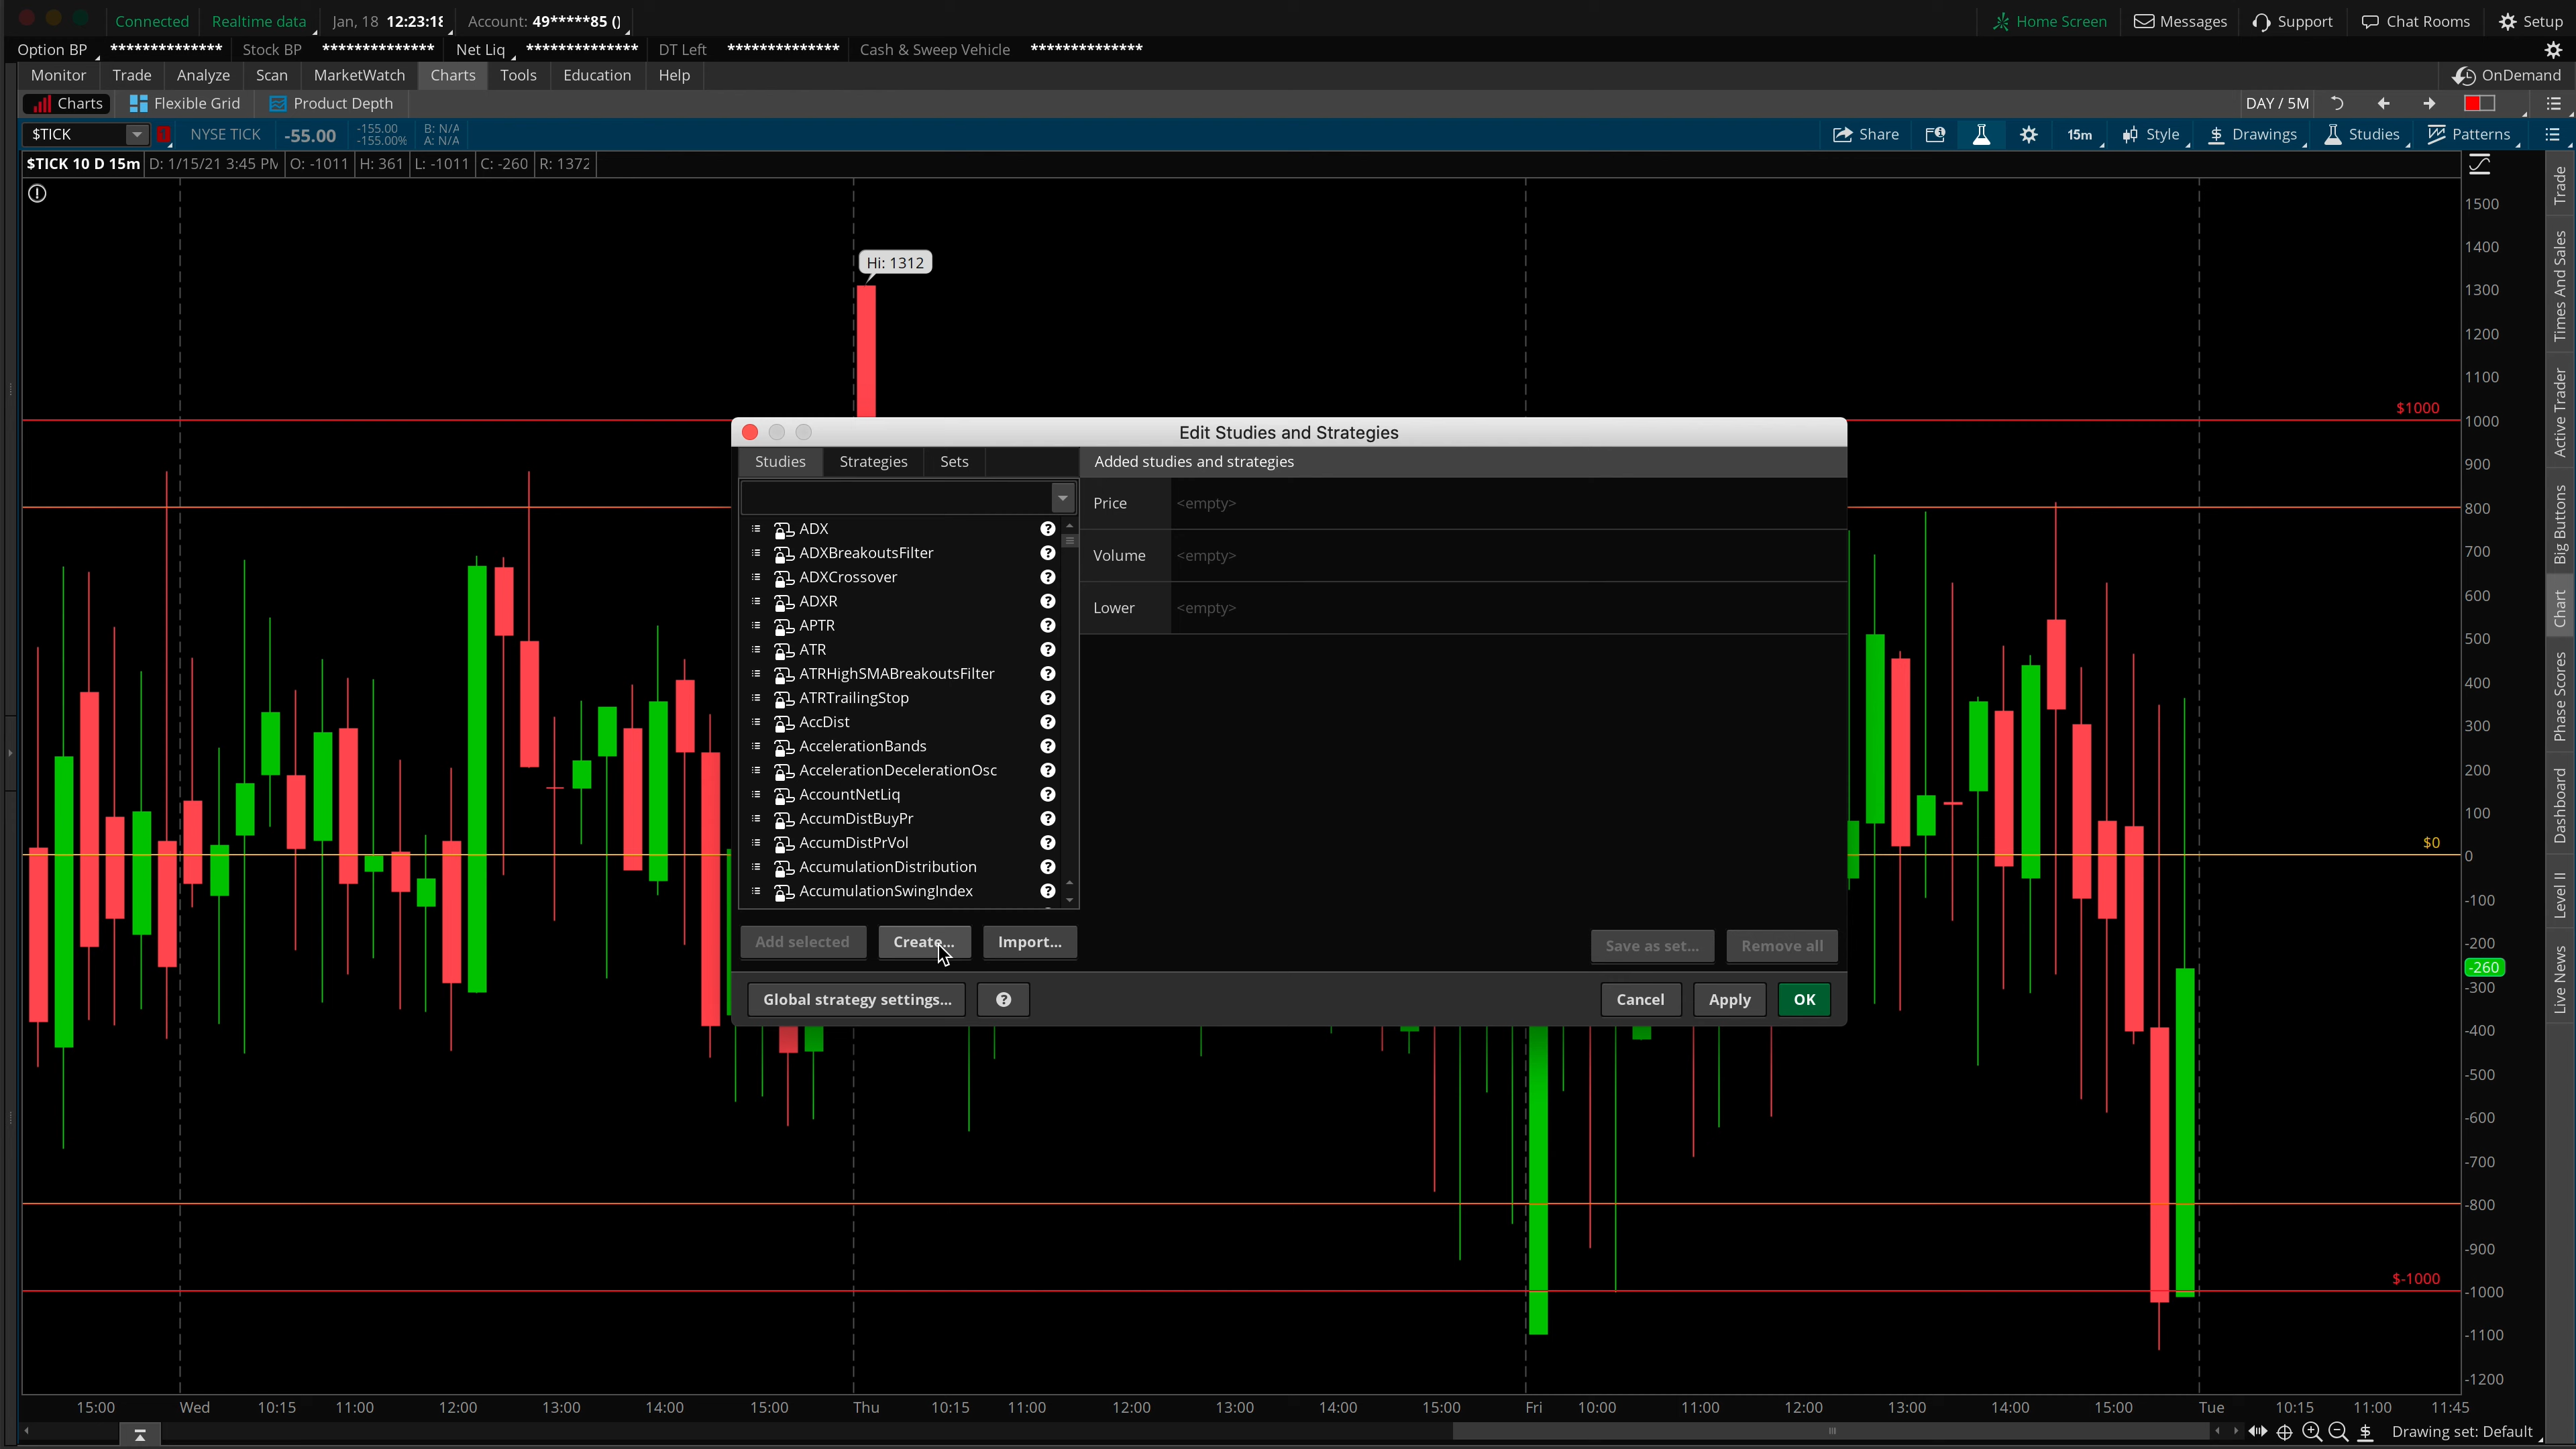 Connected Realtime data Jan, 18 12:23:18 Account: 49*****85 () Home Screen Messages Support Chat Rooms Setup
Option BP ************** Stock BP ************** Net Liq ************** DT Left ************** Cash & Sweep Vehicle **************
Monitor Trade Analyze Scan MarketWatch Charts Tools Education Help OnDemand
Charts Flexible Grid Product Depth DAY / 5M
$TICK 1 NYSE TICK -55.00 -155.00 -155.00% B: N/A A: N/A Share 15m Style Drawings Studies Patterns
$TICK 10 D 15m D: 1/15/21 3:45 PM O: -1011 H: 361 L: -1011 C: -260 R: 1372
Hi: 1312
$1000
$0
$-1000
1500
1400
1300
1200
1100
1000
900
800
700
600
500
400
300
200
100
0
-100
-200
-260
-300
-400
-500
-600
-700
-800
-900
-1000
-1100
-1200
Edit Studies and Strategies
Studies Strategies Sets Added studies and strategies
Price <empty>
Volume <empty>
Lower <empty>
ADX
ADXBreakoutsFilter
ADXCrossover
ADXR
APTR
ATR
ATRHighSMABreakoutsFilter
ATRTrailingStop
AccDist
AccelerationBands
AccelerationDecelerationOsc
AccountNetLiq
AccumDistBuyPr
AccumDistPrVol
AccumulationDistribution
AccumulationSwingIndex
Add selected Create... Import... Save as set... Remove all
Global strategy settings... ? Cancel Apply OK
Trade
Times And Sales
Active Trader
Big Buttons
Chart
Phase Scores
Dashboard
Level II
Live News
15:00 Wed 10:15 11:00 12:00 13:00 14:00 15:00 Thu 10:15 11:00 12:00 13:00 14:00 15:00 Fri 10:00 11:00 12:00 13:00 14:00 15:00 Tue 10:15 11:00 11:45
Drawing set: Default